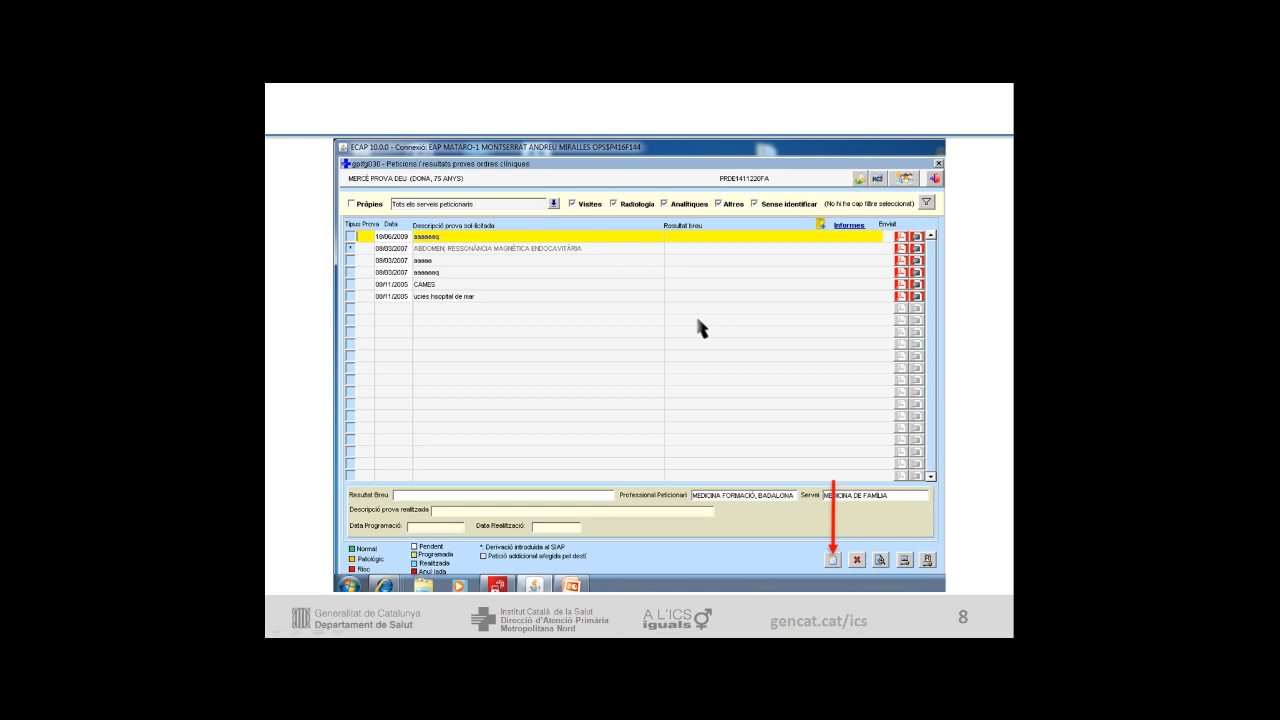 ECAP 10.0.0 - Connexió: EAP MATARO-1 MONTSERRAT ANDREU MIRALLES OPS$P416F144
gpifg030 - Peticions / resultats proves ordres clíniques
MERCÈ PROVA DEU (DONA, 75 ANYS) PRDE1411220FA
Pròpies Tots els serveis peticionaris Visites Radiologia Analítiques Altres Sense identificar (No hi ha cap filtre seleccionat)
Tipus Prova Data Descripció prova sol·licitada Resultat breu Informes Enviat
18/06/2009 aaaaaaq
* 08/03/2007 ABDOMEN; RESSONÀNCIA MAGNÈTICA ENDOCAVITÀRIA
08/03/2007 aaaaa
08/03/2007 aaaaaaq
08/11/2005 CAMES
08/11/2005 ucies hsopital de mar
Resultat Breu Professional Peticionari MEDICINA FORMACIÓ, BADALONA Servei MEDICINA DE FAMÍLIA
Descripció prova realitzada
Data Programació: Data Realització:
Normal Pendent *: Derivació introduïda al SIAP
Patològic Programada Petició addicional afegida pel destí
Risc Realitzada
Anul·lada
Generalitat de Catalunya
Departament de Salut
Institut Català de la Salut
Direcció d'Atenció Primària
Metropolitana Nord
A L'ICS
iguals
gencat.cat/ics
8